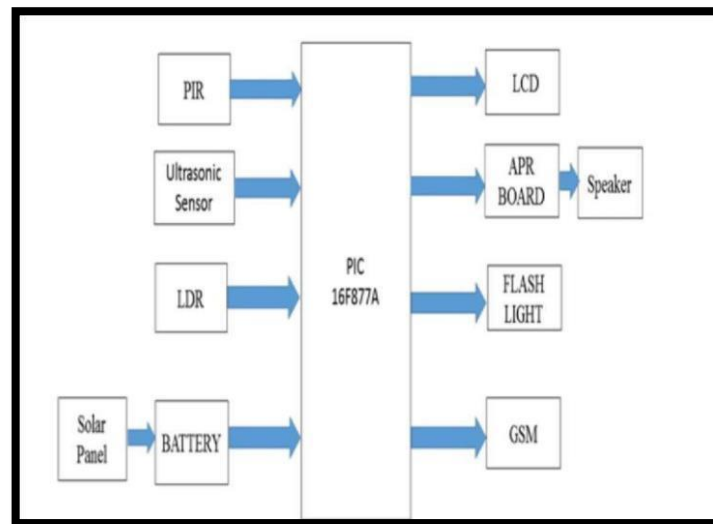 PIR
Ultrasonic
Sensor
LDR
Solar
Panel
BATTERY
PIC
16F877A
LCD
APR
BOARD
Speaker
FLASH
LIGHT
GSM